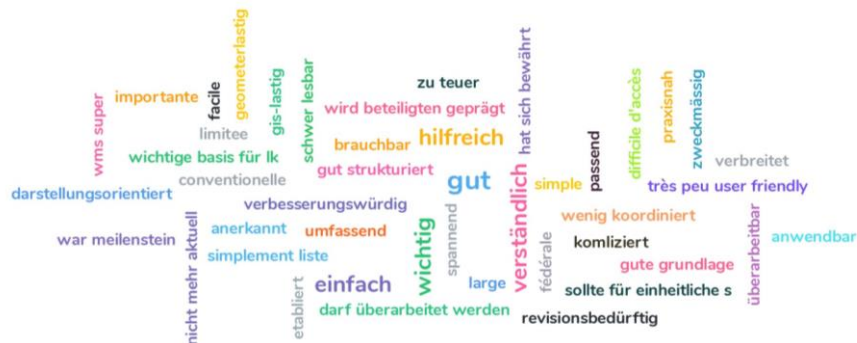 geometerlastig
hat sich bewährt
zu teuer
difficile d'accès
praxisnah
zweckmässig
wms super
importante
facile
gis-lastig
schwer lesbar
wird beteiligten geprägt
limitee
brauchbar
hilfreich
passend
verbreitet
wichtige basis für lk
gut strukturiert
conventionelle
gut
verständlich
simple
très peu user friendly
darstellungsorientiert
verbesserungswürdig
spannend
wichtig
wenig koordiniert
nicht mehr aktuell
anerkannt
umfassend
überarbeitbar
anwendbar
war meilenstein
komliziert
simplement liste
fédérale
gute grundlage
etabliert
einfach
large
sollte für einheitliche s
darf überarbeitet werden
revisionsbedürftig